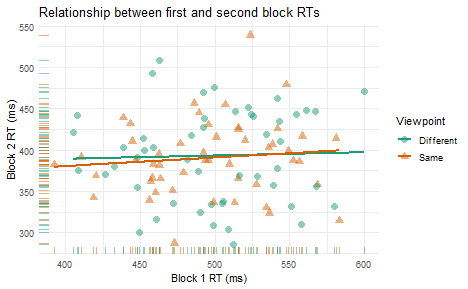 Relationship between first and second block RTs
550
500
450
400
350
300
Block 2 RT (ms)
400
450
500
550
600
Block 1 RT (ms)
Viewpoint
Different
Same